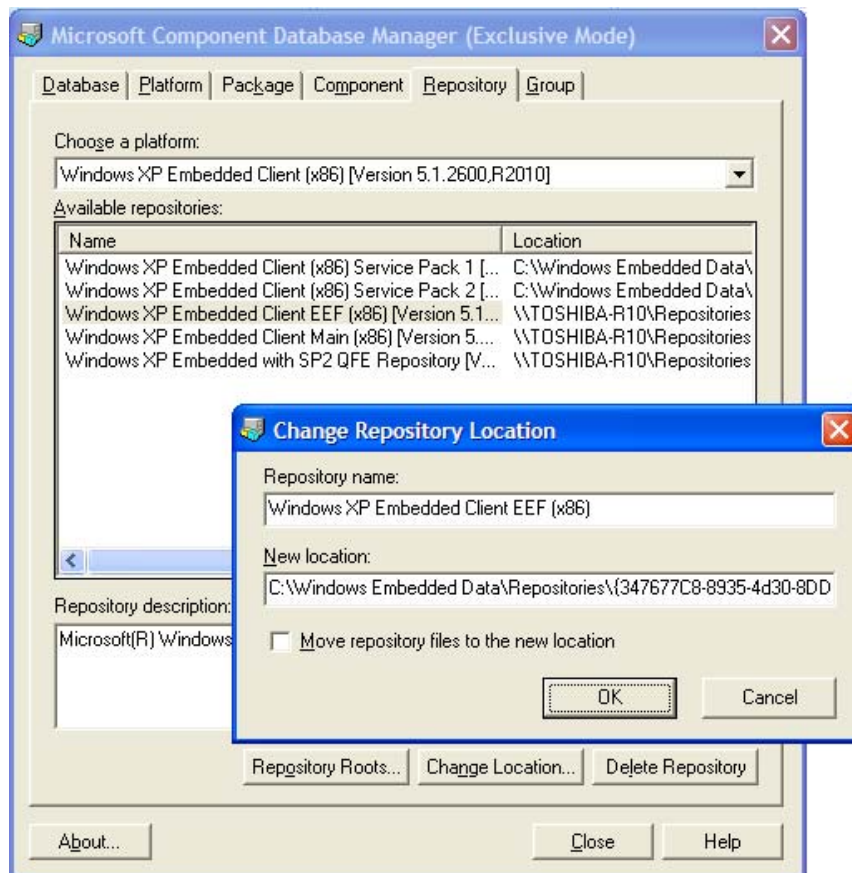 Microsoft Component Database Manager (Exclusive Mode)
Database Platform Package Component Repository Group
Choose a platform:
Windows XP Embedded Client (x86) [Version 5.1.2600,R2010]
Available repositories:
Name Location
Windows XP Embedded Client (x86) Service Pack 1 [... C:\Windows Embedded Data\
Windows XP Embedded Client (x86) Service Pack 2 [... C:\Windows Embedded Data\
Windows XP Embedded Client EEF (x86) [Version 5.1... \\TOSHIBA-R10\Repositories
Windows XP Embedded Client Main (x86) [Version 5.... \\TOSHIBA-R10\Repositories
Windows XP Embedded with SP2 QFE Repository [V... \\TOSHIBA-R10\Repositories
Change Repository Location
Repository name:
Windows XP Embedded Client EEF (x86)
New location:
C:\Windows Embedded Data\Repositories\{347677C8-8935-4d30-8DD
Move repository files to the new location
OK Cancel
Repository description:
Microsoft(R) Windows
Repository Roots... Change Location... Delete Repository
About... Close Help